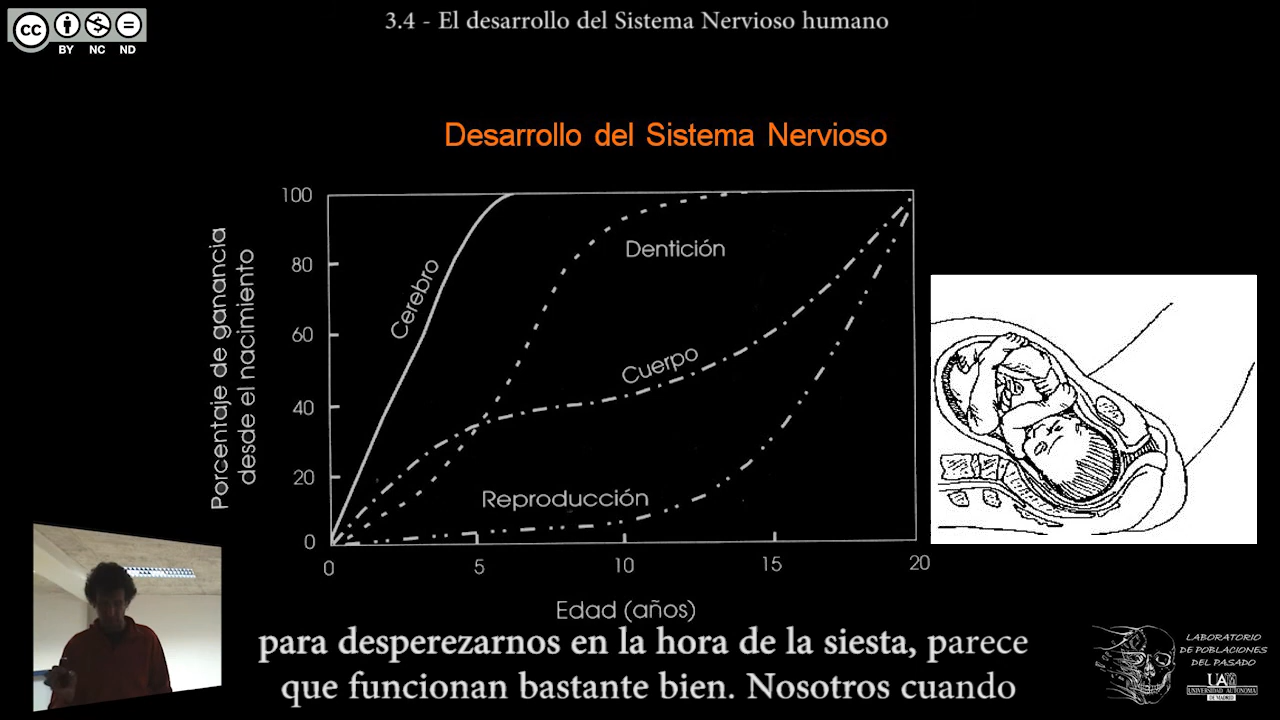 3.4 - El desarrollo del Sistema Nervioso humano
cc
BY NC ND
Desarrollo del Sistema Nervioso
Porcentaje de ganancia
desde el nacimiento
100
80
60
40
20
0
Cerebro
Dentición
Cuerpo
Reproducción
0 5 10 15 20
Edad (años)
para desperezarnos en la hora de la siesta, parece
que funcionan bastante bien. Nosotros cuando
LABORATORIO
DE POBLACIONES
DEL PASADO
UAM
UNIVERSIDAD AUTONOMA
DE MADRID